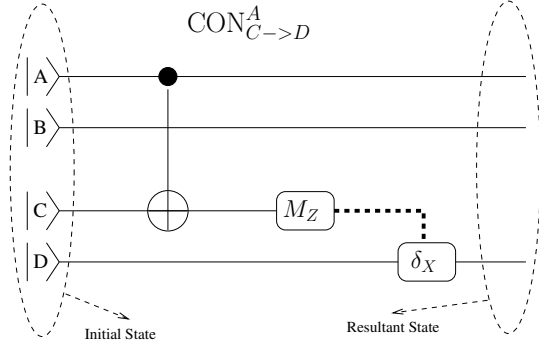 CON^A_{C->D}
|A⟩
|B⟩
|C⟩ M_Z
|D⟩ δ_X
Initial State Resultant State